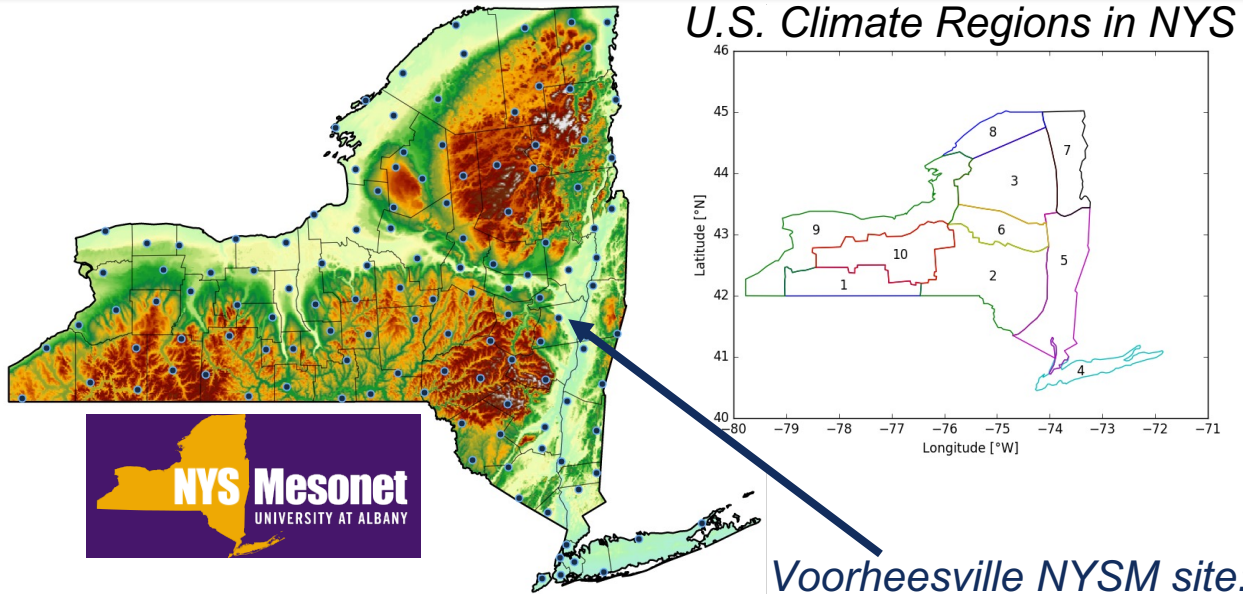 U.S. Climate Regions in NYS
46
45
44
43
42
41
40
Latitude [°N]
8
7
3
9
6
10
5
2
1
4
−80 −79 −78 −77 −76 −75 −74 −73 −72 −71
Longitude [°W]
NYS Mesonet
UNIVERSITY AT ALBANY
Voorheesville NYSM site.